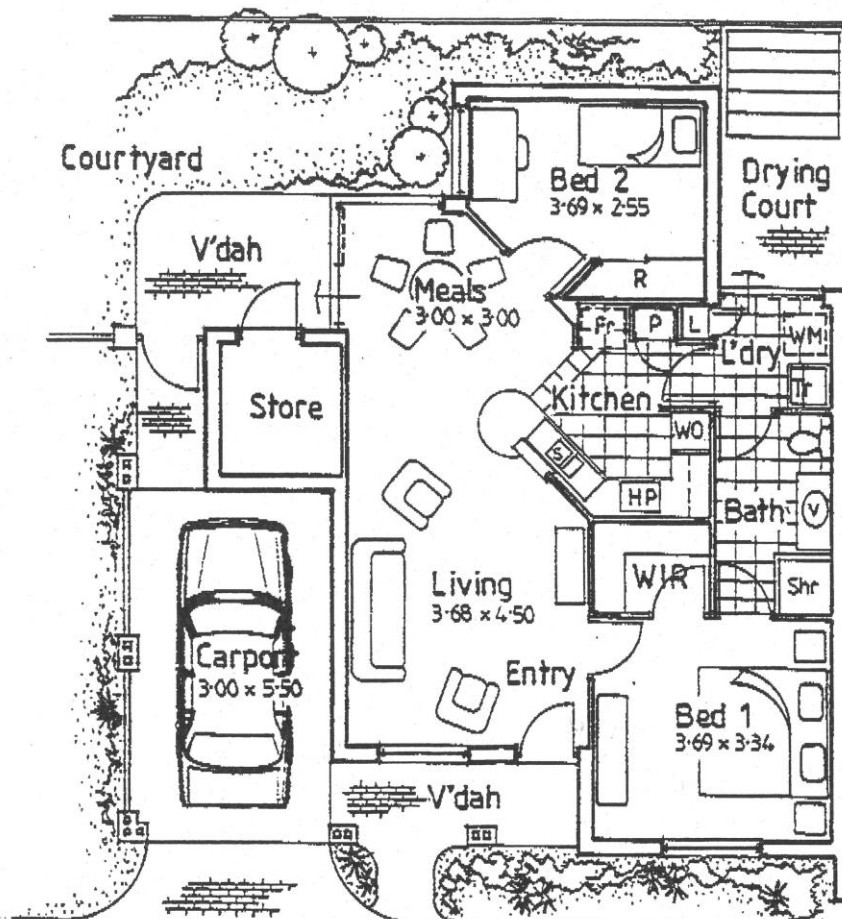 Courtyard
Bed 2
3·69 × 2·55
Drying
Court
V'dah
R
Meals
3·00 × 3·00
Fr
P
L
WM
L'dry
Tr
Store
Kitchen
WO
S
HP
Bath
V
Living
3·68 × 4·50
WIR
Shr
Carport
3·00 × 5·50
Entry
Bed 1
3·69 × 3·34
V'dah